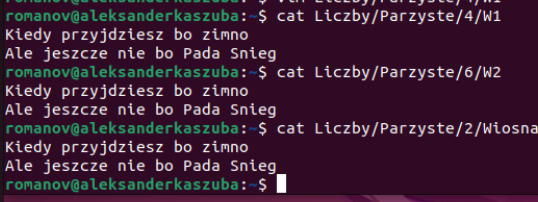 romanov@aleksanderkaszuba:~$ cat Liczby/Parzyste/4/W1
Kiedy przyjdziesz bo zimno
Ale jeszcze nie bo Pada Snieg
romanov@aleksanderkaszuba:~$ cat Liczby/Parzyste/6/W2
Kiedy przyjdziesz bo zimno
Ale jeszcze nie bo Pada Snieg
romanov@aleksanderkaszuba:~$ cat Liczby/Parzyste/2/Wiosna
Kiedy przyjdziesz bo zimno
Ale jeszcze nie bo Pada Snieg
romanov@aleksanderkaszuba:~$